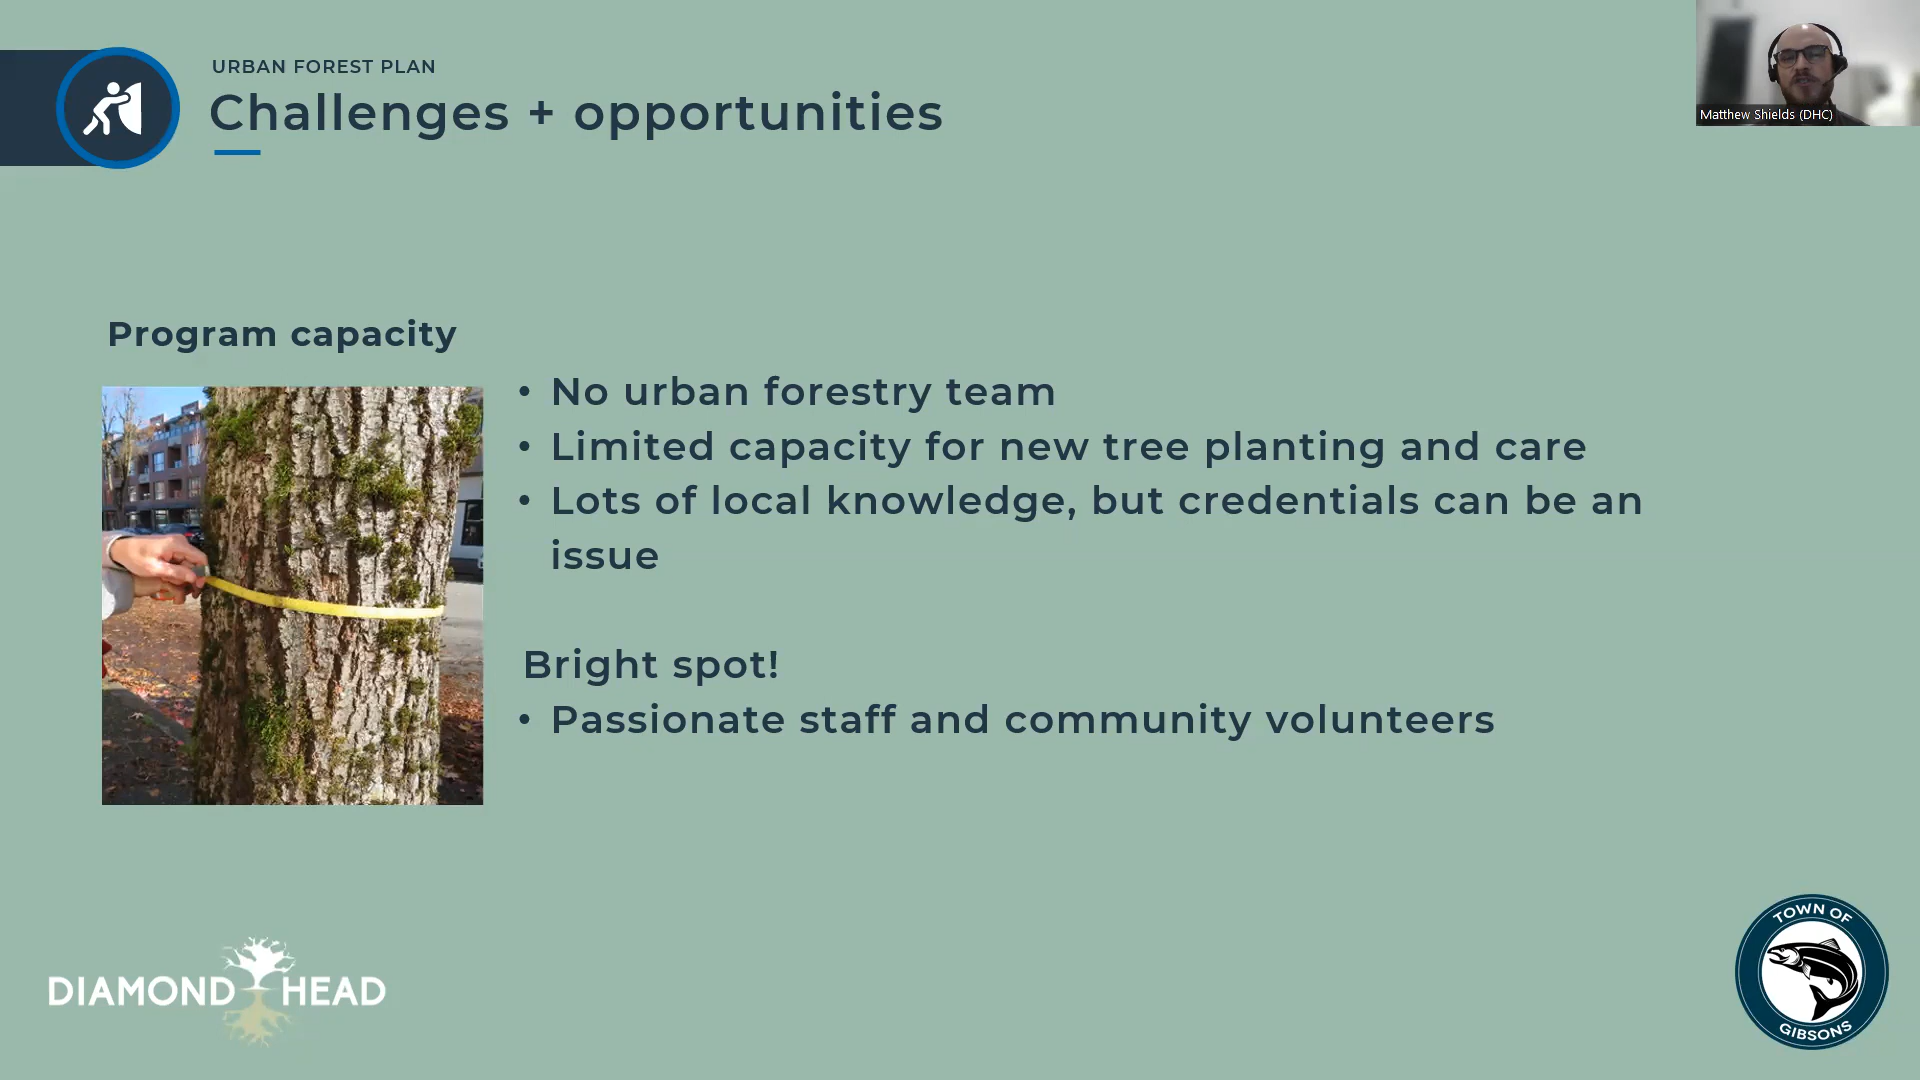 URBAN FOREST PLAN
Challenges + opportunities
Matthew Shields (DHC)
Program capacity
• No urban forestry team
• Limited capacity for new tree planting and care
• Lots of local knowledge, but credentials can be an
issue
Bright spot!
• Passionate staff and community volunteers
DIAMOND HEAD
TOWN OF
GIBSONS